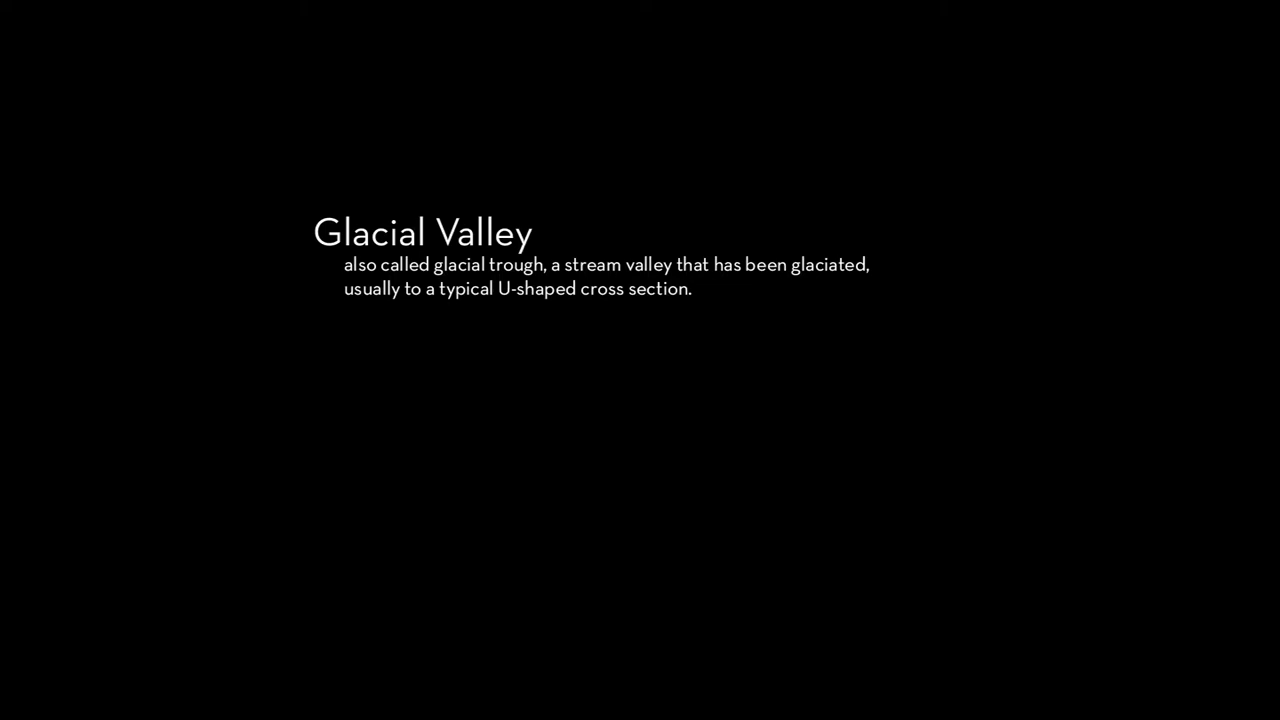 Glacial Valley
also called glacial trough, a stream valley that has been glaciated,
usually to a typical U-shaped cross section.